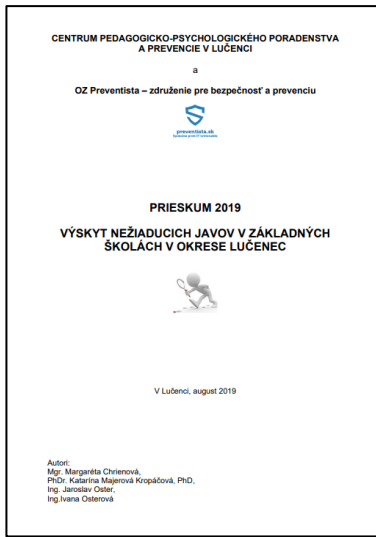 CENTRUM PEDAGOGICKO-PSYCHOLOGICKÉHO PORADENSTVA
A PREVENCIE V LUČENCI
a
OZ Preventista – združenie pre bezpečnosť a prevenciu
preventista.sk
PRIESKUM 2019
VÝSKYT NEŽIADUCICH JAVOV V ZÁKLADNÝCH
ŠKOLÁCH V OKRESE LUČENEC
V Lučenci, august 2019
Autori:
Mgr. Margaréta Chrienová,
PhDr. Katarína Majerová Kropáčová, PhD,
Ing. Jaroslav Oster,
Ing.Ivana Osterová